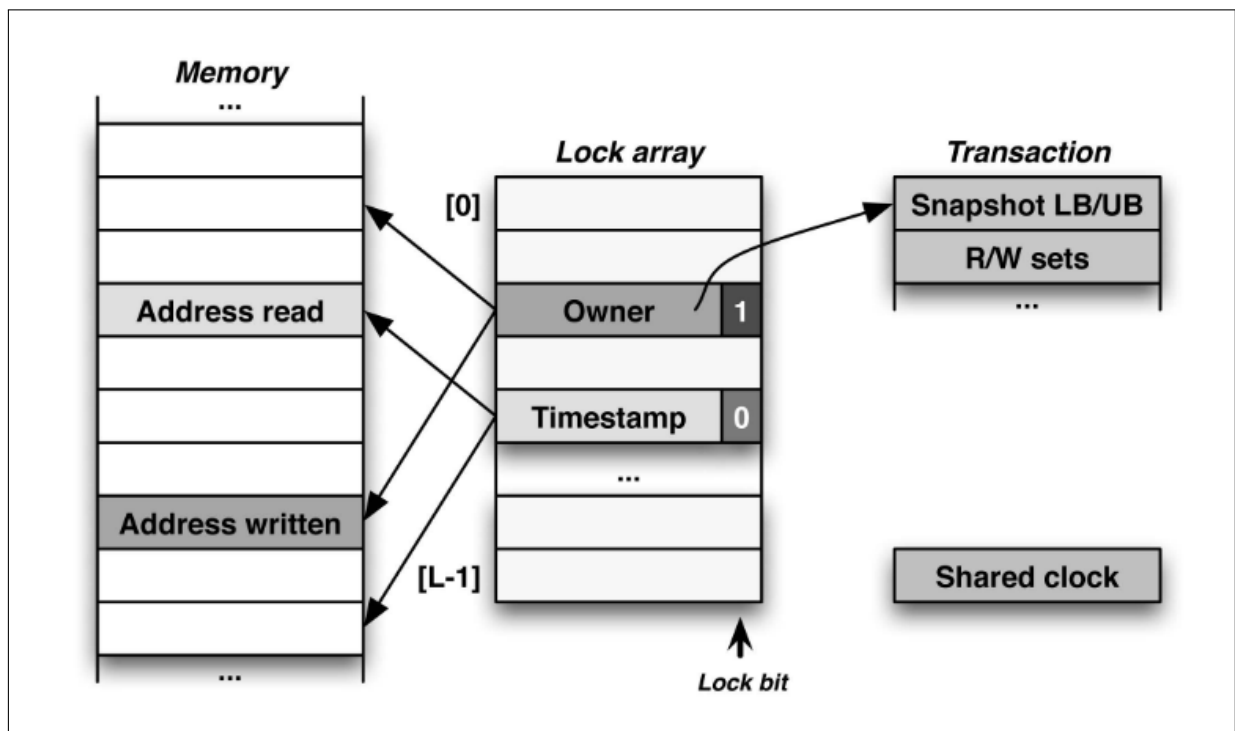 Memory
...
Lock array
Transaction
[0]
Snapshot LB/UB
R/W sets
Address read
Owner
1
...
Timestamp
0
...
Address written
[L-1]
Shared clock
...
Lock bit